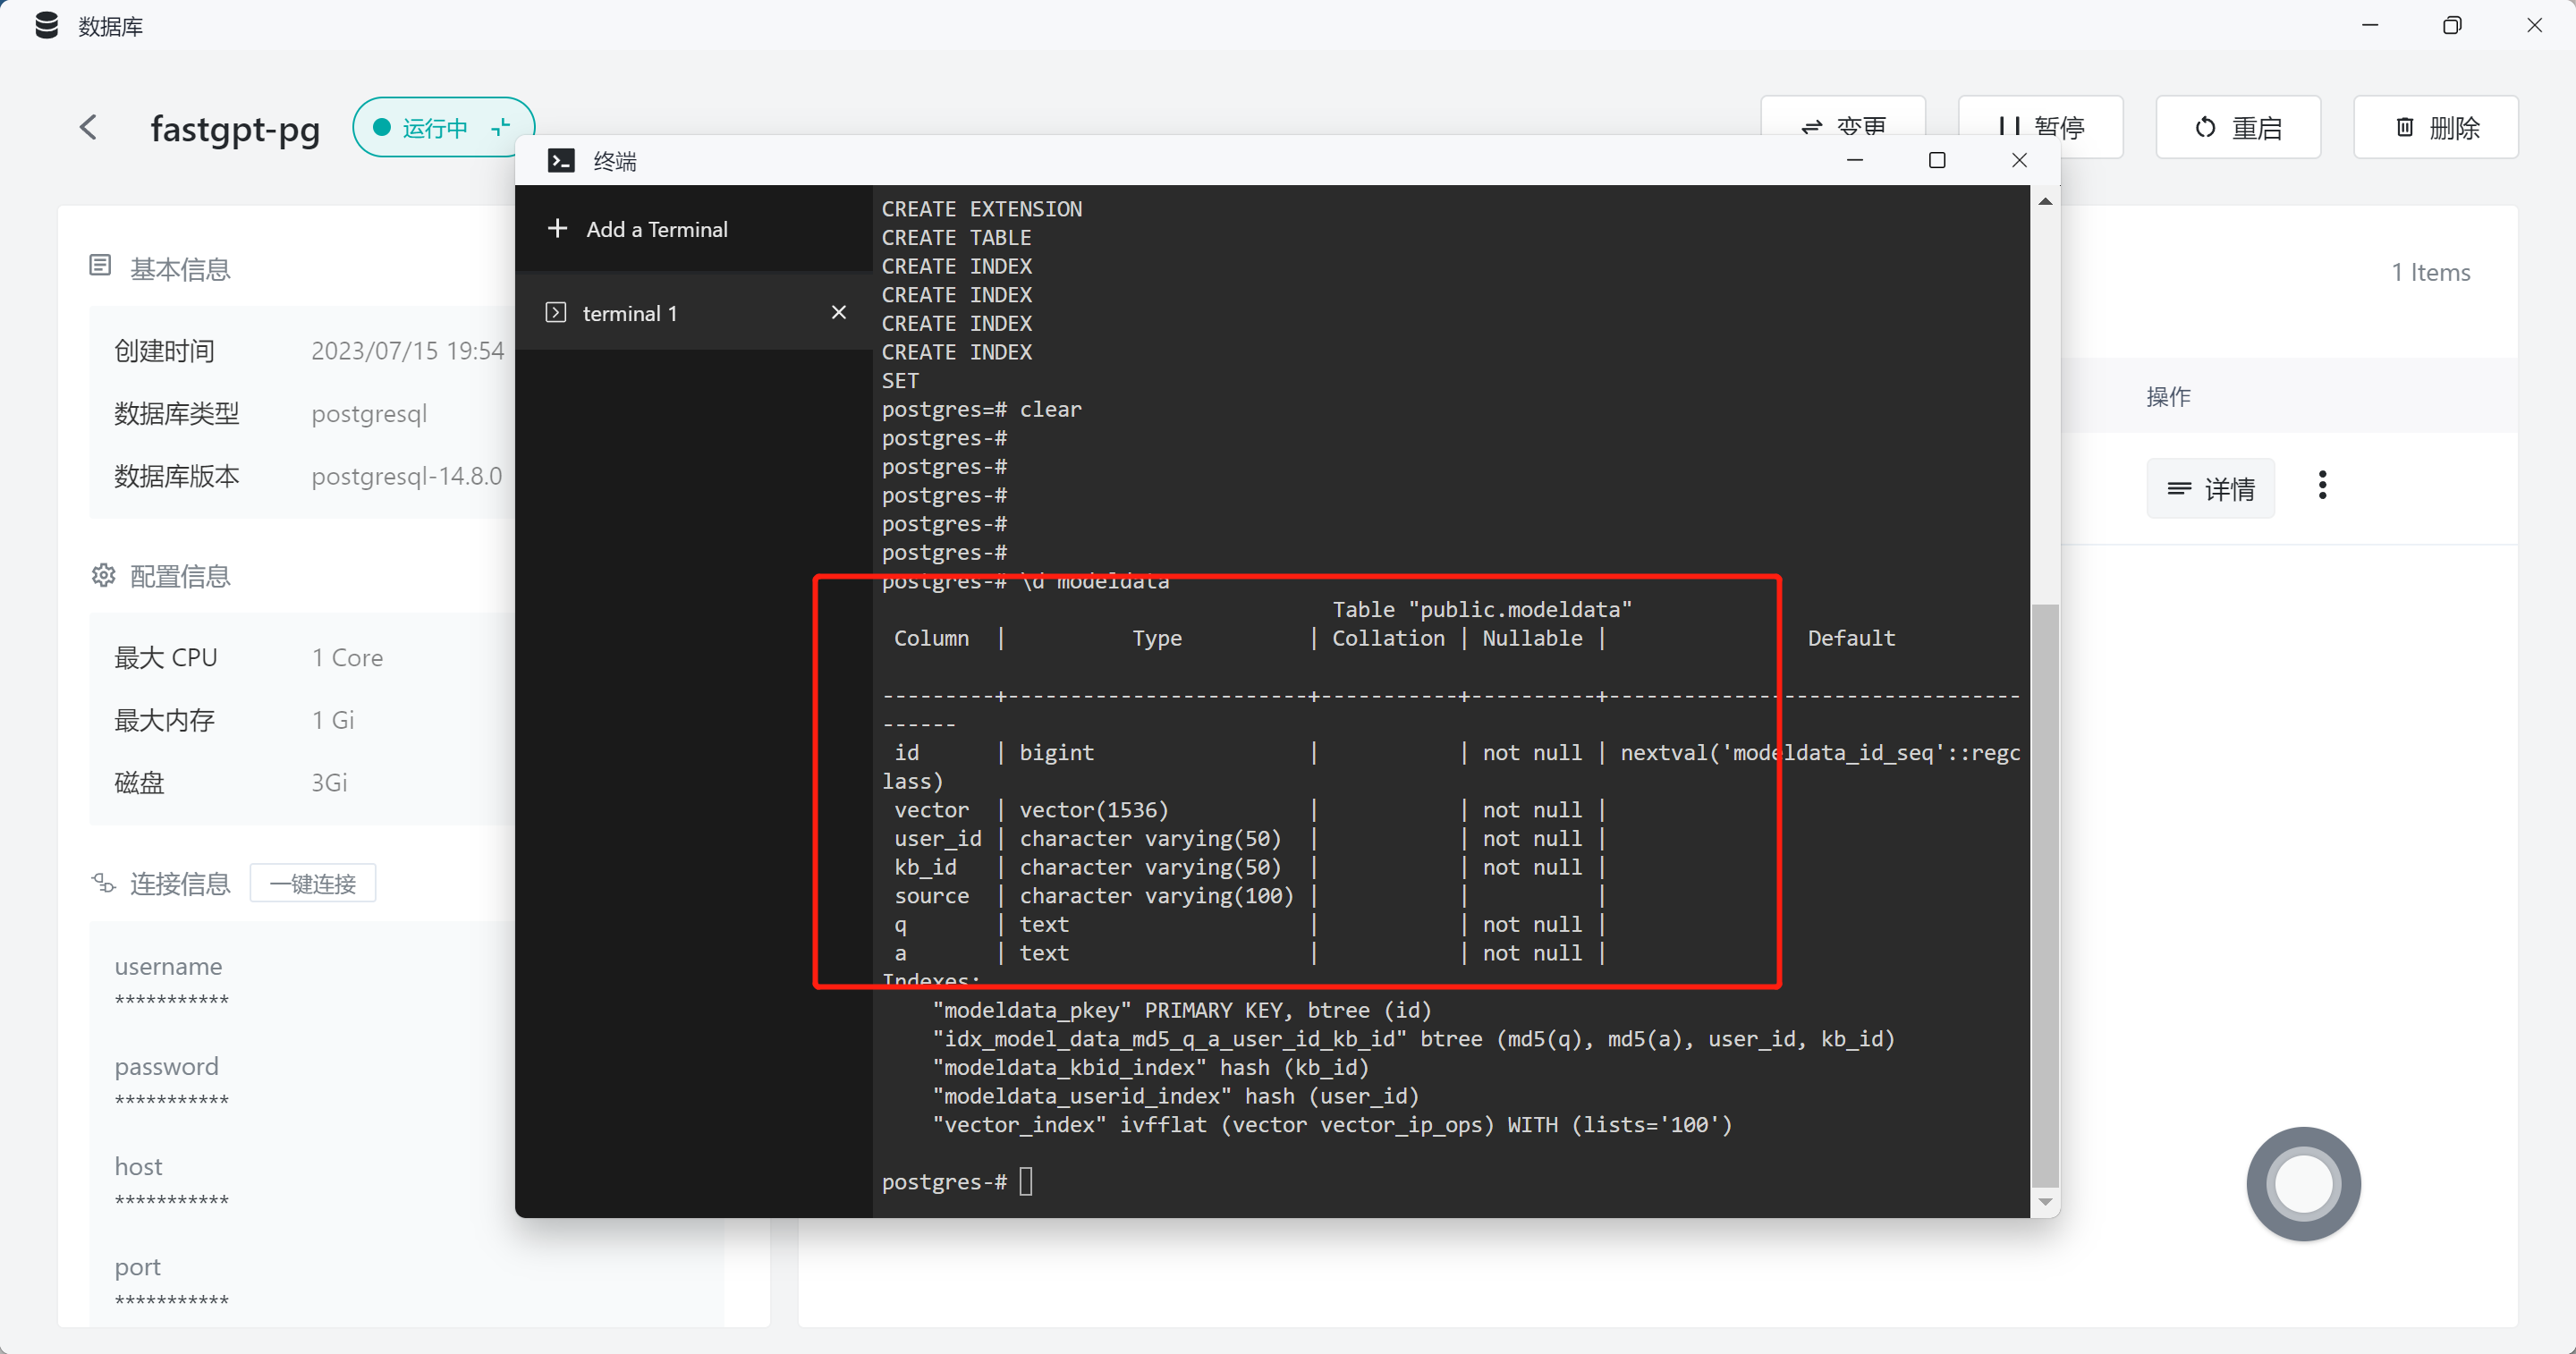 数据库
fastgpt-pg
运行中
变更
暂停
重启
删除
基本信息
创建时间 2023/07/15 19:54
数据库类型 postgresql
数据库版本 postgresql-14.8.0
配置信息
最大 CPU 1 Core
最大内存 1 Gi
磁盘 3Gi
连接信息 一键连接
username
***********
password
***********
host
***********
port
***********
终端
Add a Terminal
terminal 1
CREATE EXTENSION
CREATE TABLE
CREATE INDEX
CREATE INDEX
CREATE INDEX
CREATE INDEX
SET
postgres=# clear
postgres-#
postgres-#
postgres-#
postgres-#
postgres-#
postgres-# \d modeldata
Table "public.modeldata"
Column | Type | Collation | Nullable | Default
---------+------------------------+-----------+----------+---------------------------------
------
id | bigint | | not null | nextval('modeldata_id_seq'::regc
lass)
vector | vector(1536) | | not null |
user_id | character varying(50) | | not null |
kb_id | character varying(50) | | not null |
source | character varying(100) | | |
q | text | | not null |
a | text | | not null |
Indexes:
"modeldata_pkey" PRIMARY KEY, btree (id)
"idx_model_data_md5_q_a_user_id_kb_id" btree (md5(q), md5(a), user_id, kb_id)
"modeldata_kbid_index" hash (kb_id)
"modeldata_userid_index" hash (user_id)
"vector_index" ivfflat (vector vector_ip_ops) WITH (lists='100')
postgres-#
1 Items
操作
详情